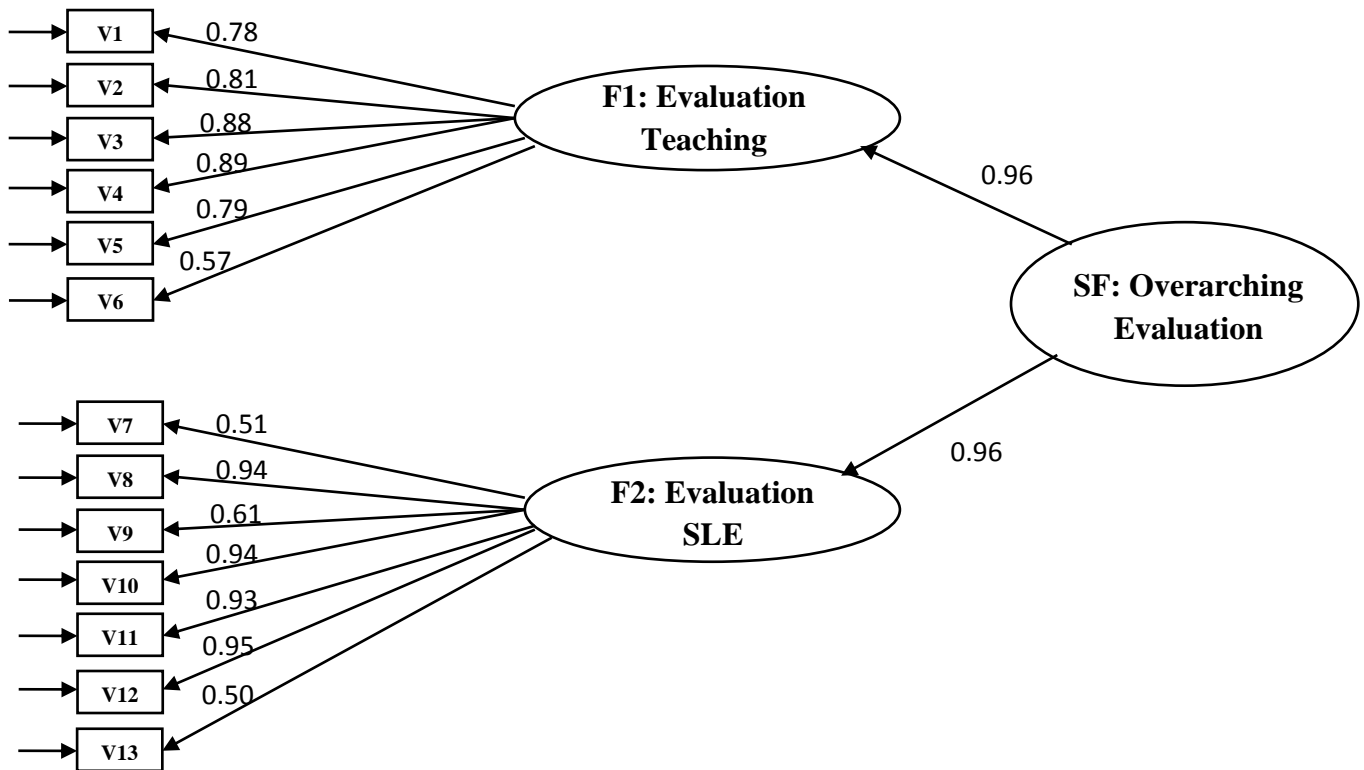 V1
0.78
V2
0.81
V3
0.88
V4
0.89
V5
0.79
V6
0.57
F1: Evaluation
Teaching
0.96
SF: Overarching
Evaluation
0.96
V7
0.51
V8
0.94
V9
0.61
V10
0.94
V11
0.93
V12
0.95
V13
0.50
F2: Evaluation
SLE